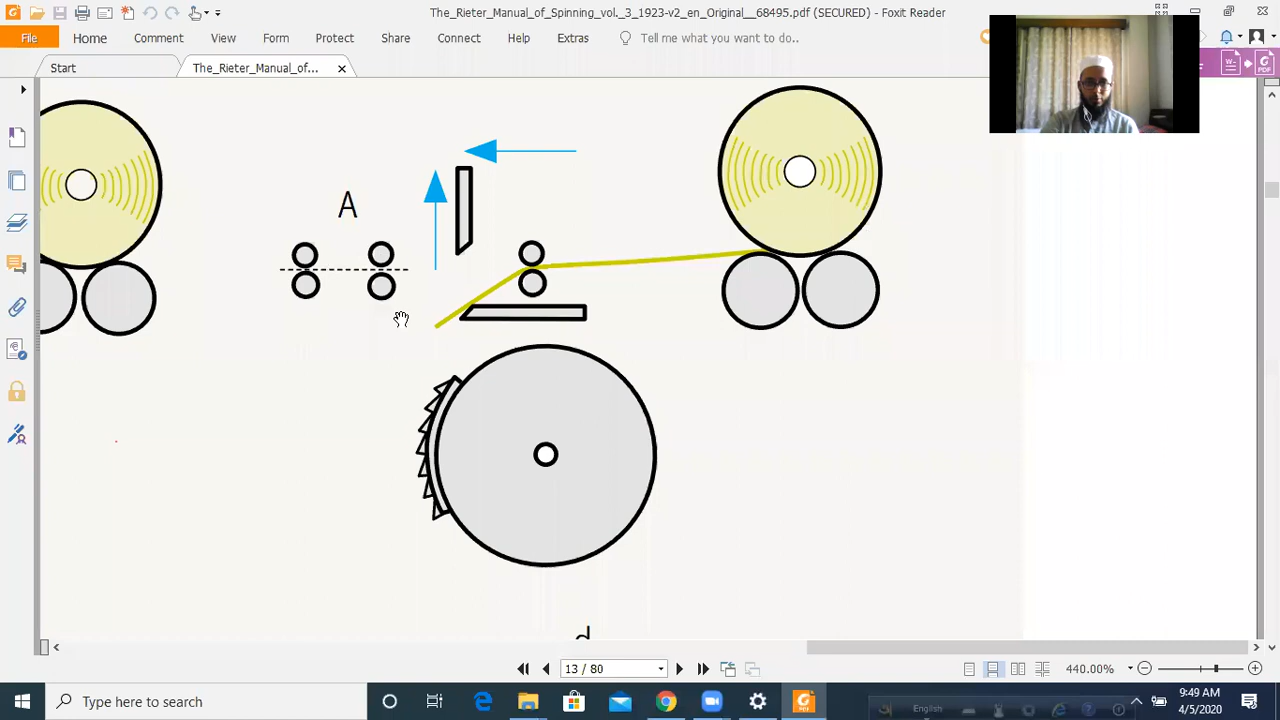 The_Rieter_Manual_of_Spinning_vol._3_1923-v2_en_Original__68495.pdf (SECURED) - Foxit Reader
File Home Comment View Form Protect Share Connect Help Extras Tell me what you want to do..
Start The_Rieter_Manual_of... 
A
d
13 / 80
440.00%
Type here to search
English
9:49 AM
4/5/2020